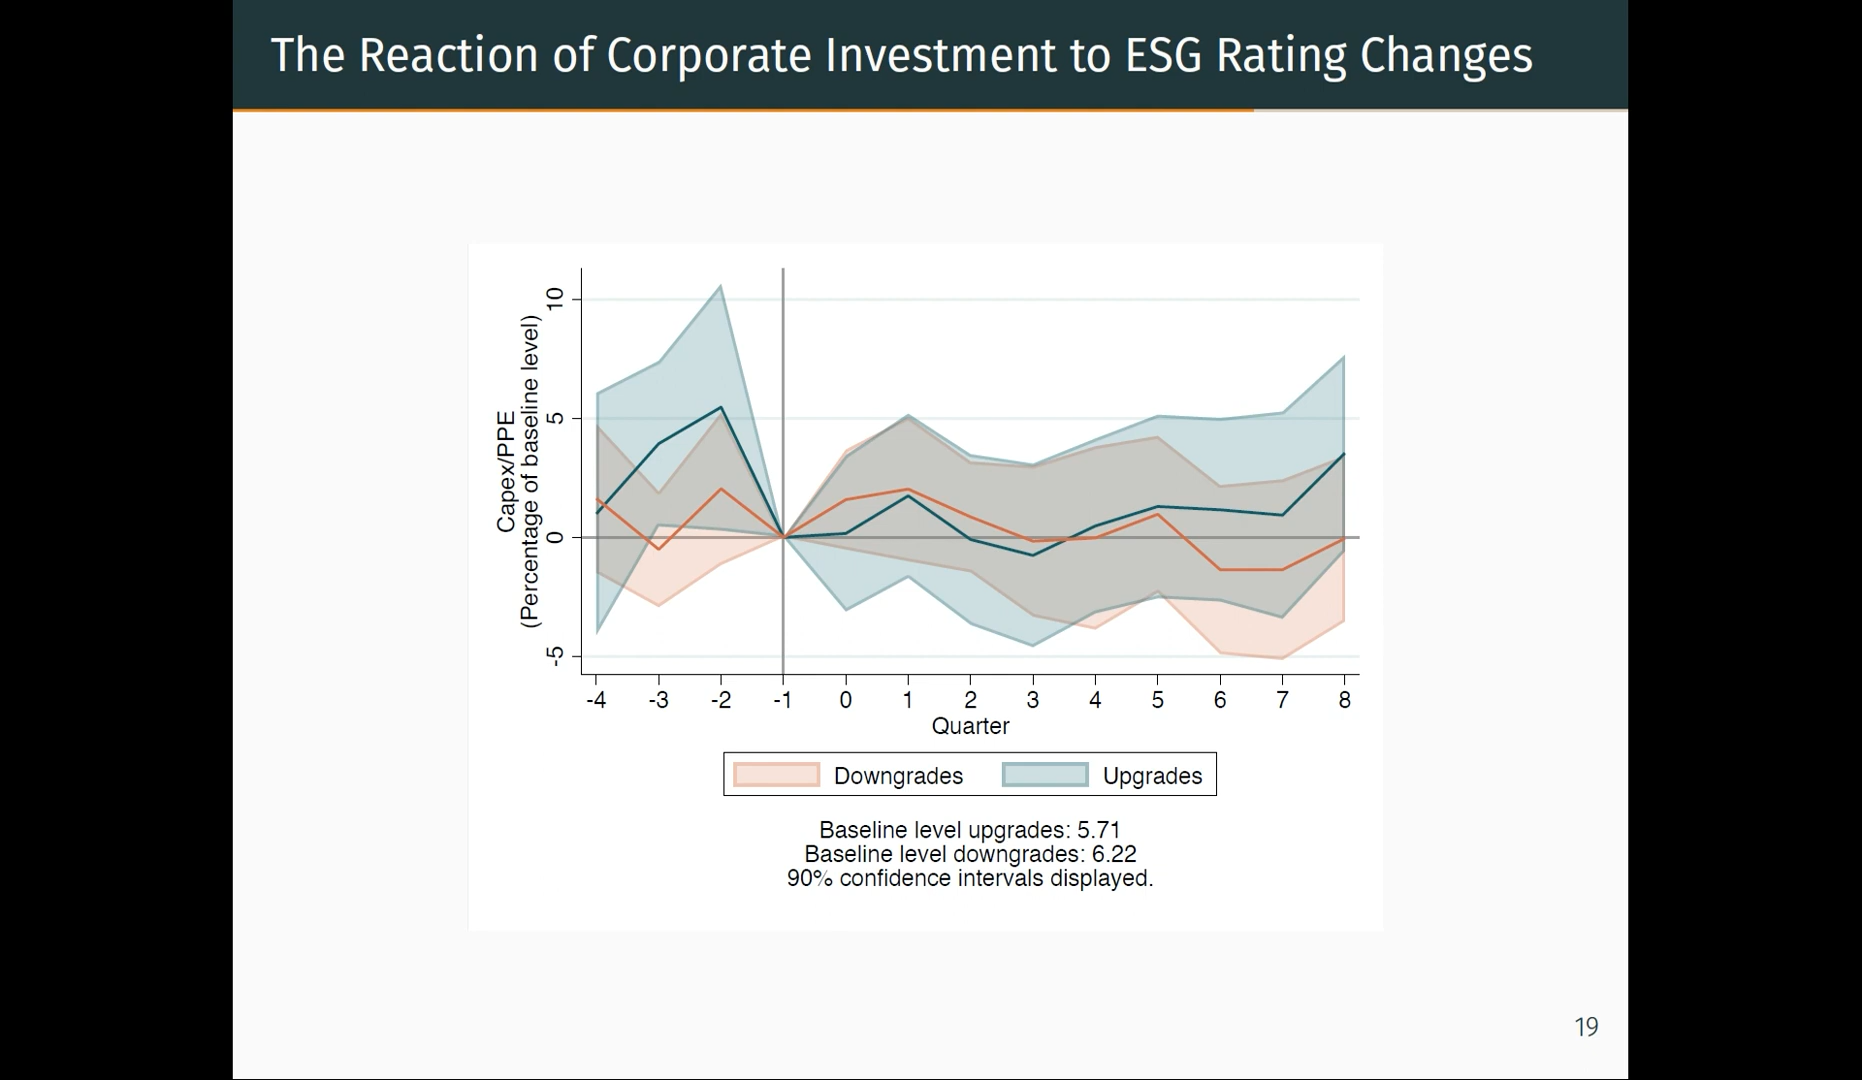 The Reaction of Corporate Investment to ESG Rating Changes
Capex/PPE
(Percentage of baseline level)
10
5
0
-5
-4 -3 -2 -1 0 1 2 3 4 5 6 7 8
Quarter
Downgrades Upgrades
Baseline level upgrades: 5.71
Baseline level downgrades: 6.22
90% confidence intervals displayed.
19